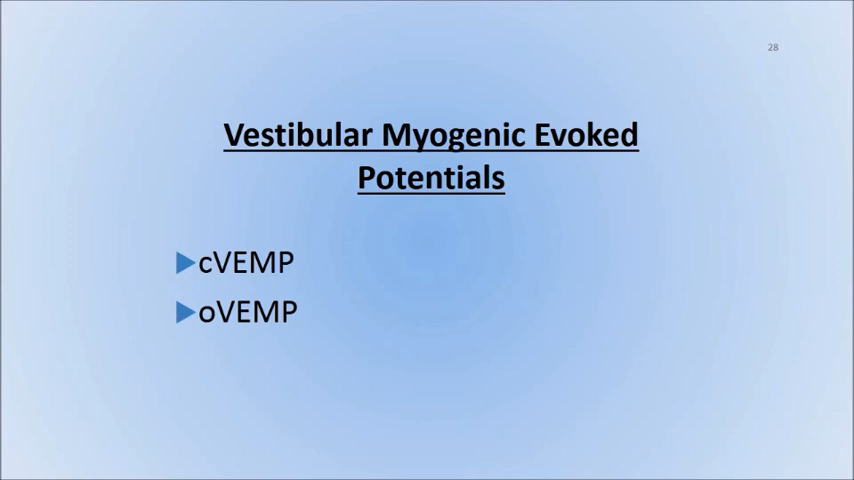 28
Vestibular Myogenic Evoked
Potentials
cVEMP
oVEMP